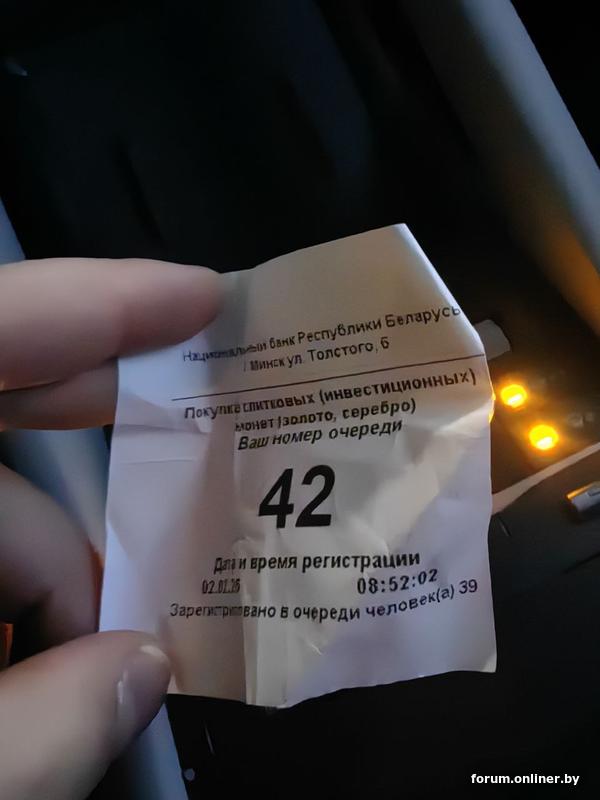 Национальный банк Республики Беларусь
г. Минск ул. Толстого, 6
Покупка слитковых (инвестиционных)
монет (золото, серебро)
Ваш номер очереди
42
Дата и время регистрации
08:52:02
Зарегистрировано в очереди человек(а) 39
forum.onliner.by